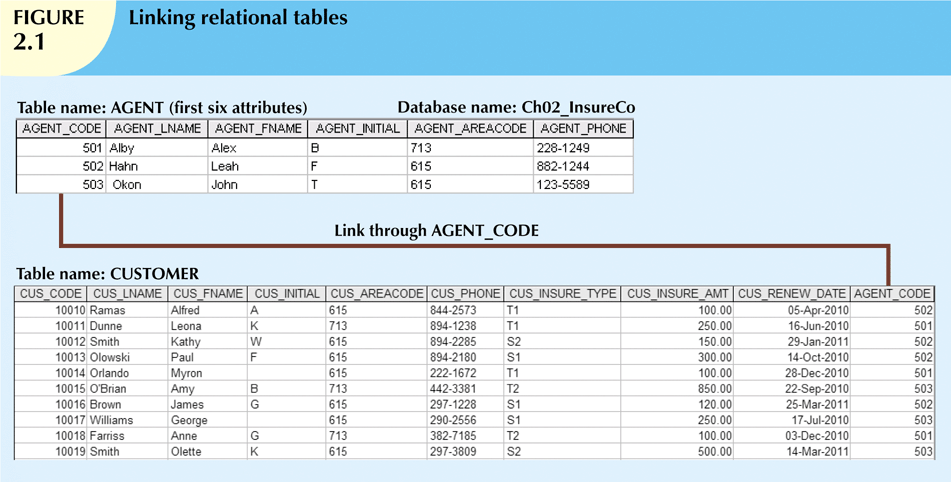 FIGURE 2.1
Linking relational tables
Table name: AGENT (first six attributes) Database name: Ch02_InsureCo
AGENT_CODE AGENT_LNAME AGENT_FNAME AGENT_INITIAL AGENT_AREACODE AGENT_PHONE
501 Alby Alex B 713 228-1249
502 Hahn Leah F 615 882-1244
503 Okon John T 615 123-5589
Link through AGENT_CODE
Table name: CUSTOMER
CUS_CODE CUS_LNAME CUS_FNAME CUS_INITIAL CUS_AREACODE CUS_PHONE CUS_INSURE_TYPE CUS_INSURE_AMT CUS_RENEW_DATE AGENT_CODE
10010 Ramas Alfred A 615 844-2573 T1 100.00 05-Apr-2010 502
10011 Dunne Leona K 713 894-1238 T1 250.00 16-Jun-2010 501
10012 Smith Kathy W 615 894-2285 S2 150.00 29-Jan-2011 502
10013 Olowski Paul F 615 894-2180 S1 300.00 14-Oct-2010 502
10014 Orlando Myron 615 222-1672 T1 100.00 28-Dec-2010 501
10015 O'Brian Amy B 713 442-3381 T2 850.00 22-Sep-2010 503
10016 Brown James G 615 297-1228 S1 120.00 25-Mar-2011 502
10017 Williams George 615 290-2556 S1 250.00 17-Jul-2010 503
10018 Farriss Anne G 713 382-7185 T2 100.00 03-Dec-2010 501
10019 Smith Olette K 615 297-3809 S2 500.00 14-Mar-2011 503